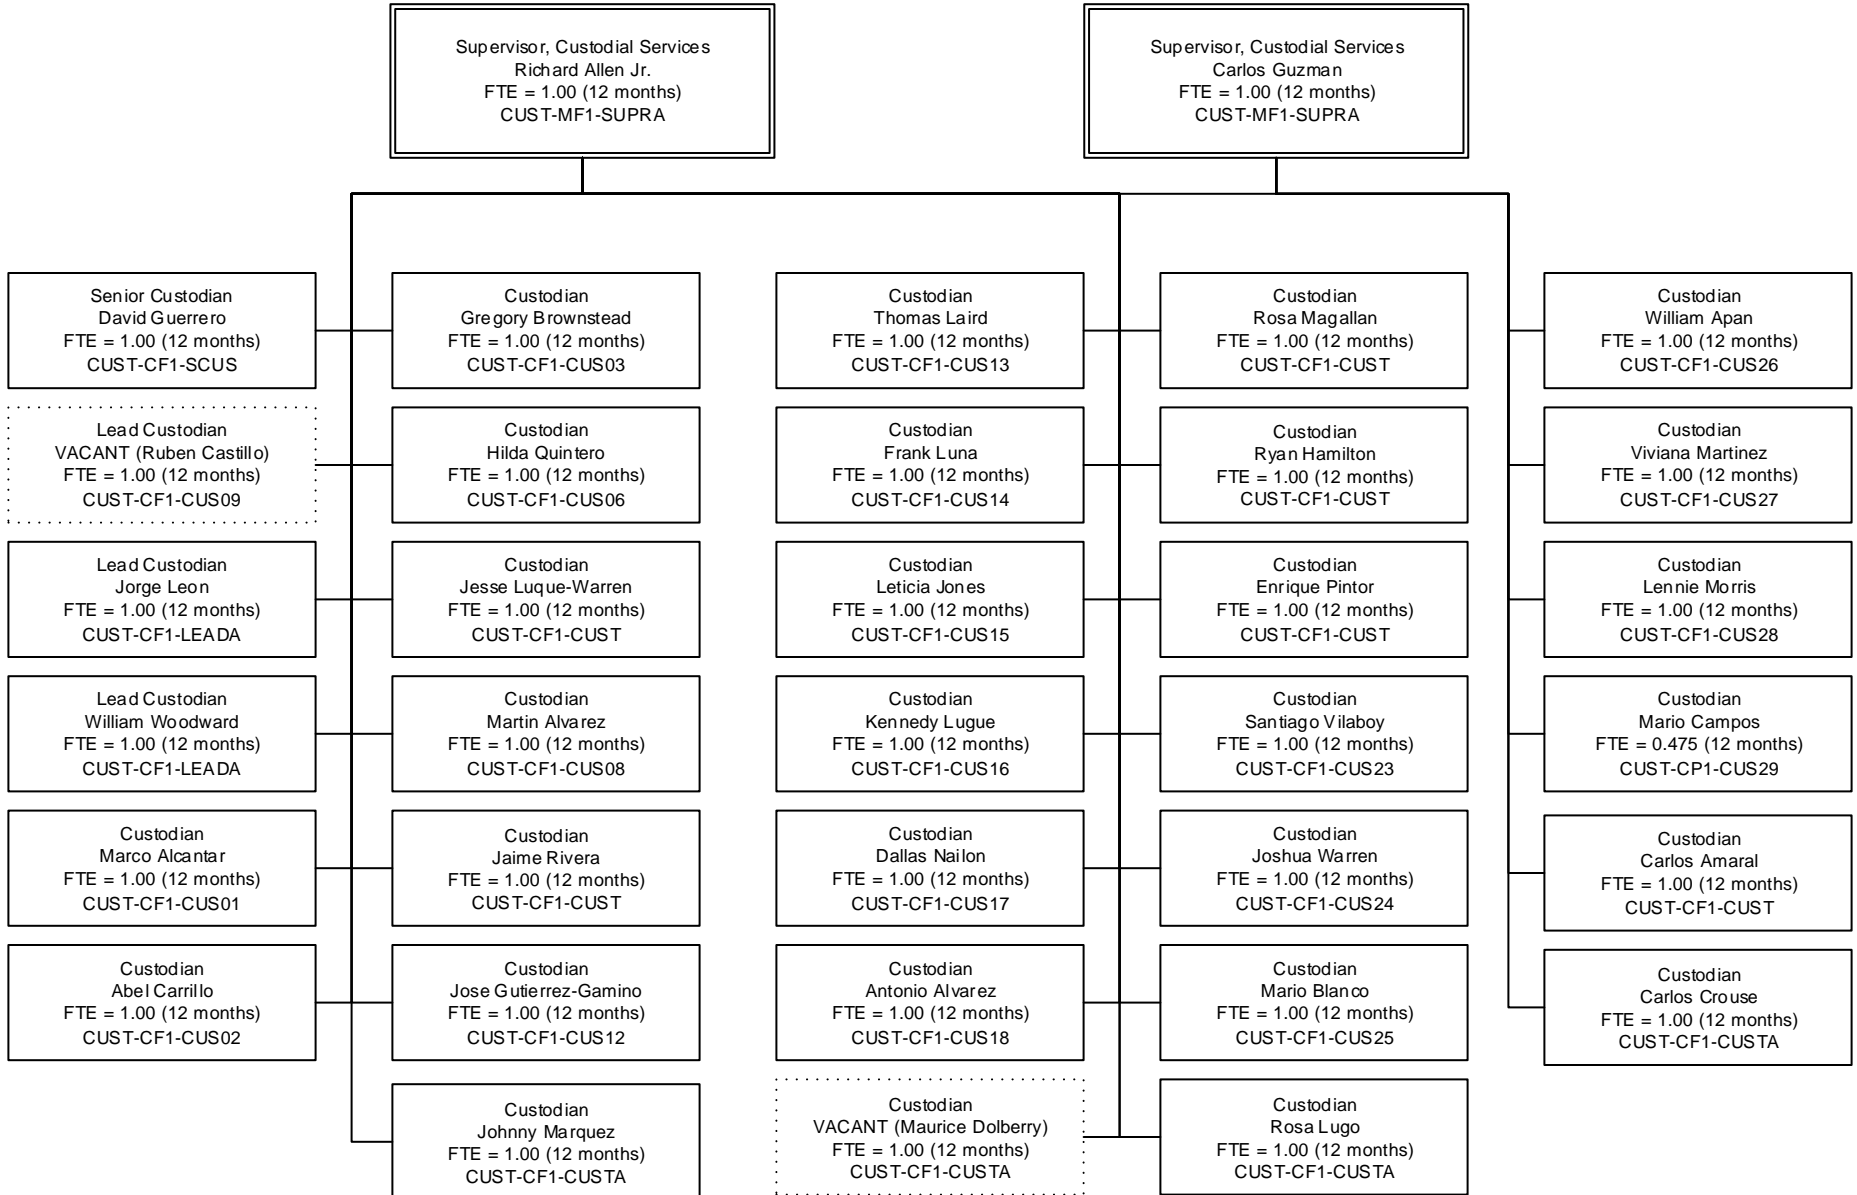 Supervisor, Custodial Services
Richard Allen Jr.
FTE = 1.00 (12 months)
CUST-MF1-SUPRA
Supervisor, Custodial Services
Carlos Guzman
FTE = 1.00 (12 months)
CUST-MF1-SUPRA
Senior Custodian
David Guerrero
FTE = 1.00 (12 months)
CUST-CF1-SCUS
Custodian
Gregory Brownstead
FTE = 1.00 (12 months)
CUST-CF1-CUS03
Custodian
Thomas Laird
FTE = 1.00 (12 months)
CUST-CF1-CUS13
Custodian
Rosa Magallan
FTE = 1.00 (12 months)
CUST-CF1-CUST
Custodian
William Apan
FTE = 1.00 (12 months)
CUST-CF1-CUS26
Lead Custodian
VACANT (Ruben Castillo)
FTE = 1.00 (12 months)
CUST-CF1-CUS09
Custodian
Hilda Quintero
FTE = 1.00 (12 months)
CUST-CF1-CUS06
Custodian
Frank Luna
FTE = 1.00 (12 months)
CUST-CF1-CUS14
Custodian
Ryan Hamilton
FTE = 1.00 (12 months)
CUST-CF1-CUST
Custodian
Viviana Martinez
FTE = 1.00 (12 months)
CUST-CF1-CUS27
Lead Custodian
Jorge Leon
FTE = 1.00 (12 months)
CUST-CF1-LEADA
Custodian
Jesse Luque-Warren
FTE = 1.00 (12 months)
CUST-CF1-CUST
Custodian
Leticia Jones
FTE = 1.00 (12 months)
CUST-CF1-CUS15
Custodian
Enrique Pintor
FTE = 1.00 (12 months)
CUST-CF1-CUST
Custodian
Lennie Morris
FTE = 1.00 (12 months)
CUST-CF1-CUS28
Lead Custodian
William Woodward
FTE = 1.00 (12 months)
CUST-CF1-LEADA
Custodian
Martin Alvarez
FTE = 1.00 (12 months)
CUST-CF1-CUS08
Custodian
Kennedy Lugue
FTE = 1.00 (12 months)
CUST-CF1-CUS16
Custodian
Santiago Vilaboy
FTE = 1.00 (12 months)
CUST-CF1-CUS23
Custodian
Mario Campos
FTE = 0.475 (12 months)
CUST-CP1-CUS29
Custodian
Marco Alcantar
FTE = 1.00 (12 months)
CUST-CF1-CUS01
Custodian
Jaime Rivera
FTE = 1.00 (12 months)
CUST-CF1-CUST
Custodian
Dallas Nailon
FTE = 1.00 (12 months)
CUST-CF1-CUS17
Custodian
Joshua Warren
FTE = 1.00 (12 months)
CUST-CF1-CUS24
Custodian
Carlos Amaral
FTE = 1.00 (12 months)
CUST-CF1-CUST
Custodian
Abel Carrillo
FTE = 1.00 (12 months)
CUST-CF1-CUS02
Custodian
Jose Gutierrez-Gamino
FTE = 1.00 (12 months)
CUST-CF1-CUS12
Custodian
Antonio Alvarez
FTE = 1.00 (12 months)
CUST-CF1-CUS18
Custodian
Mario Blanco
FTE = 1.00 (12 months)
CUST-CF1-CUS25
Custodian
Carlos Crouse
FTE = 1.00 (12 months)
CUST-CF1-CUSTA
Custodian
Johnny Marquez
FTE = 1.00 (12 months)
CUST-CF1-CUSTA
Custodian
VACANT (Maurice Dolberry)
FTE = 1.00 (12 months)
CUST-CF1-CUSTA
Custodian
Rosa Lugo
FTE = 1.00 (12 months)
CUST-CF1-CUSTA